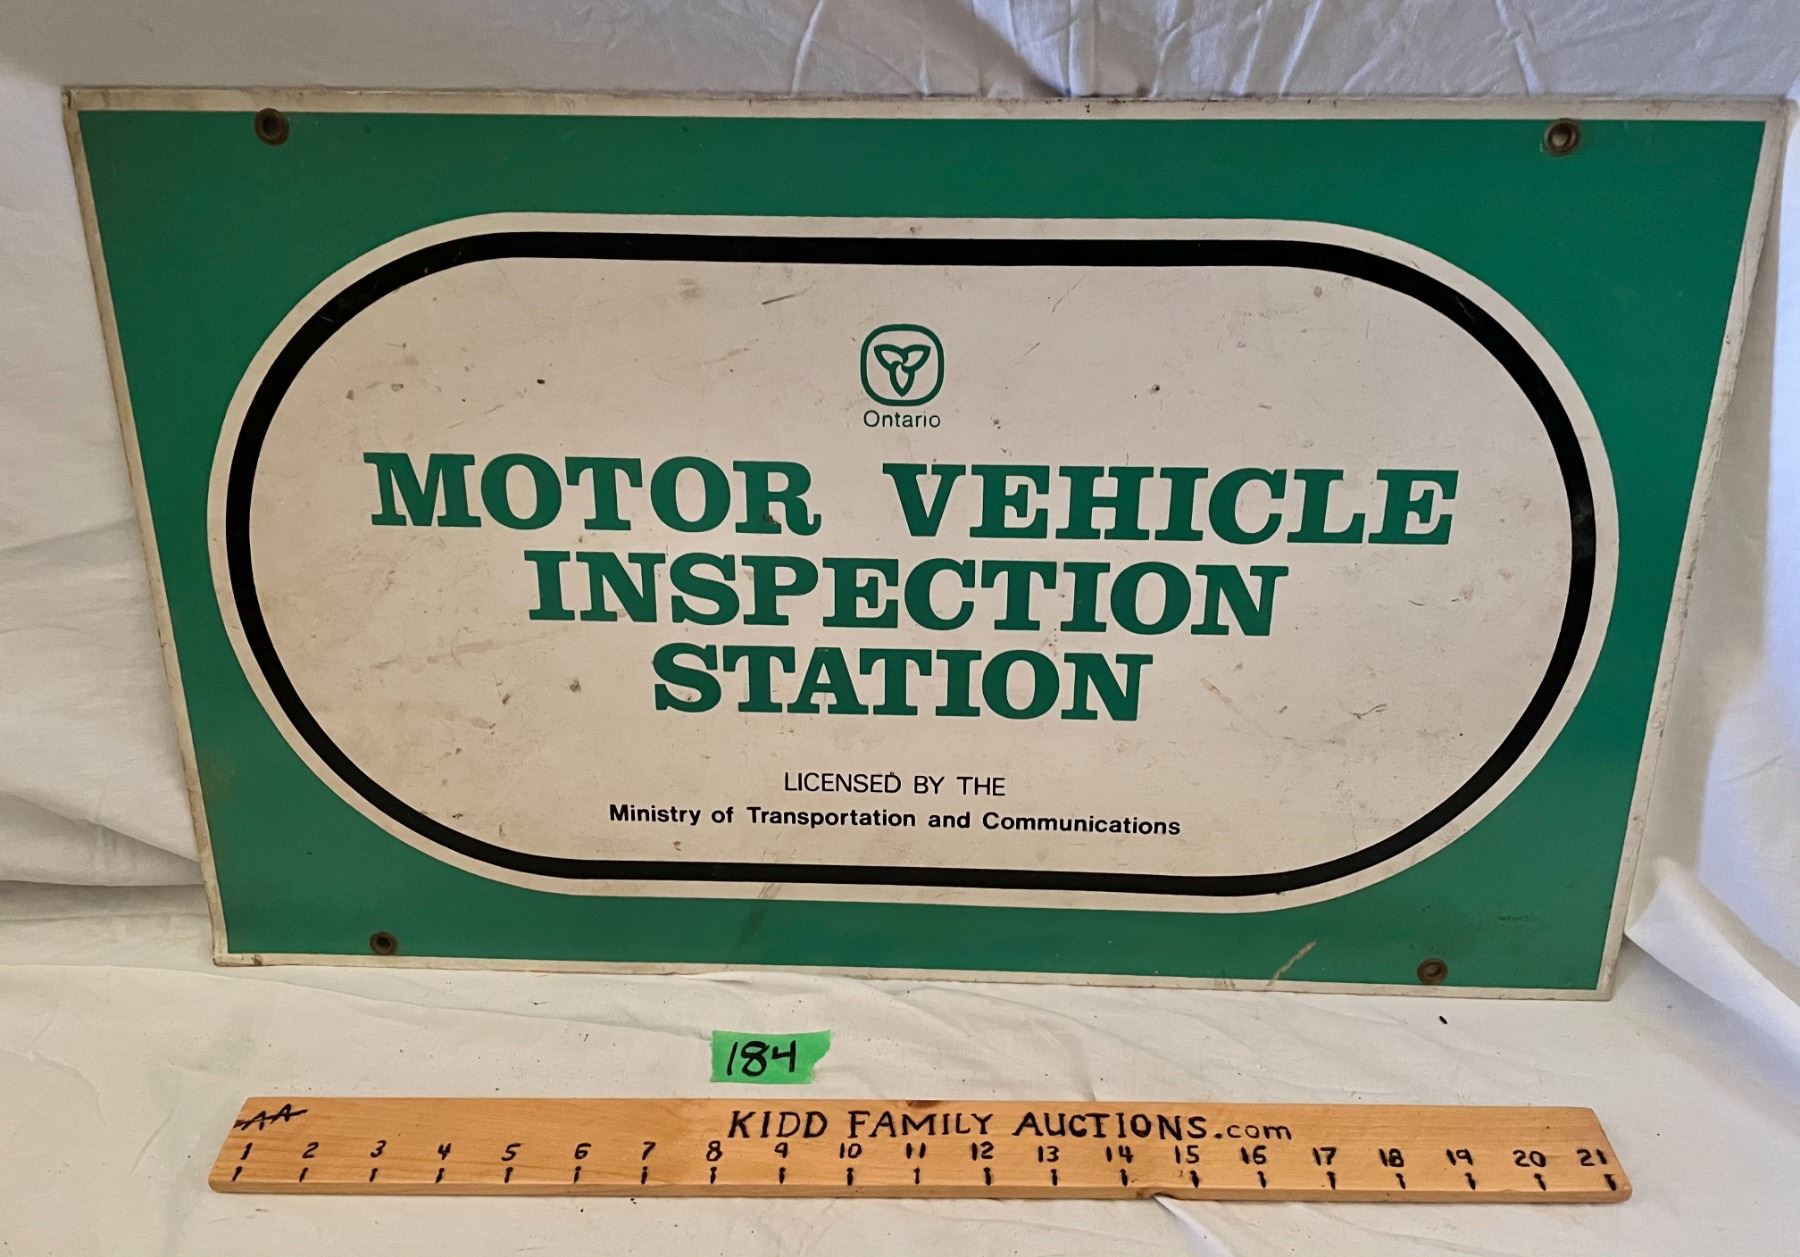 Ontario
MOTOR VEHICLE
INSPECTION
STATION
LICENSED BY THE
Ministry of Transportation and Communications
184
AA
KIDD FAMILY AUCTIONS.com
1 2 3 4 5 6 7 8 9 10 11 12 13 14 15 16 17 18 19 20 21